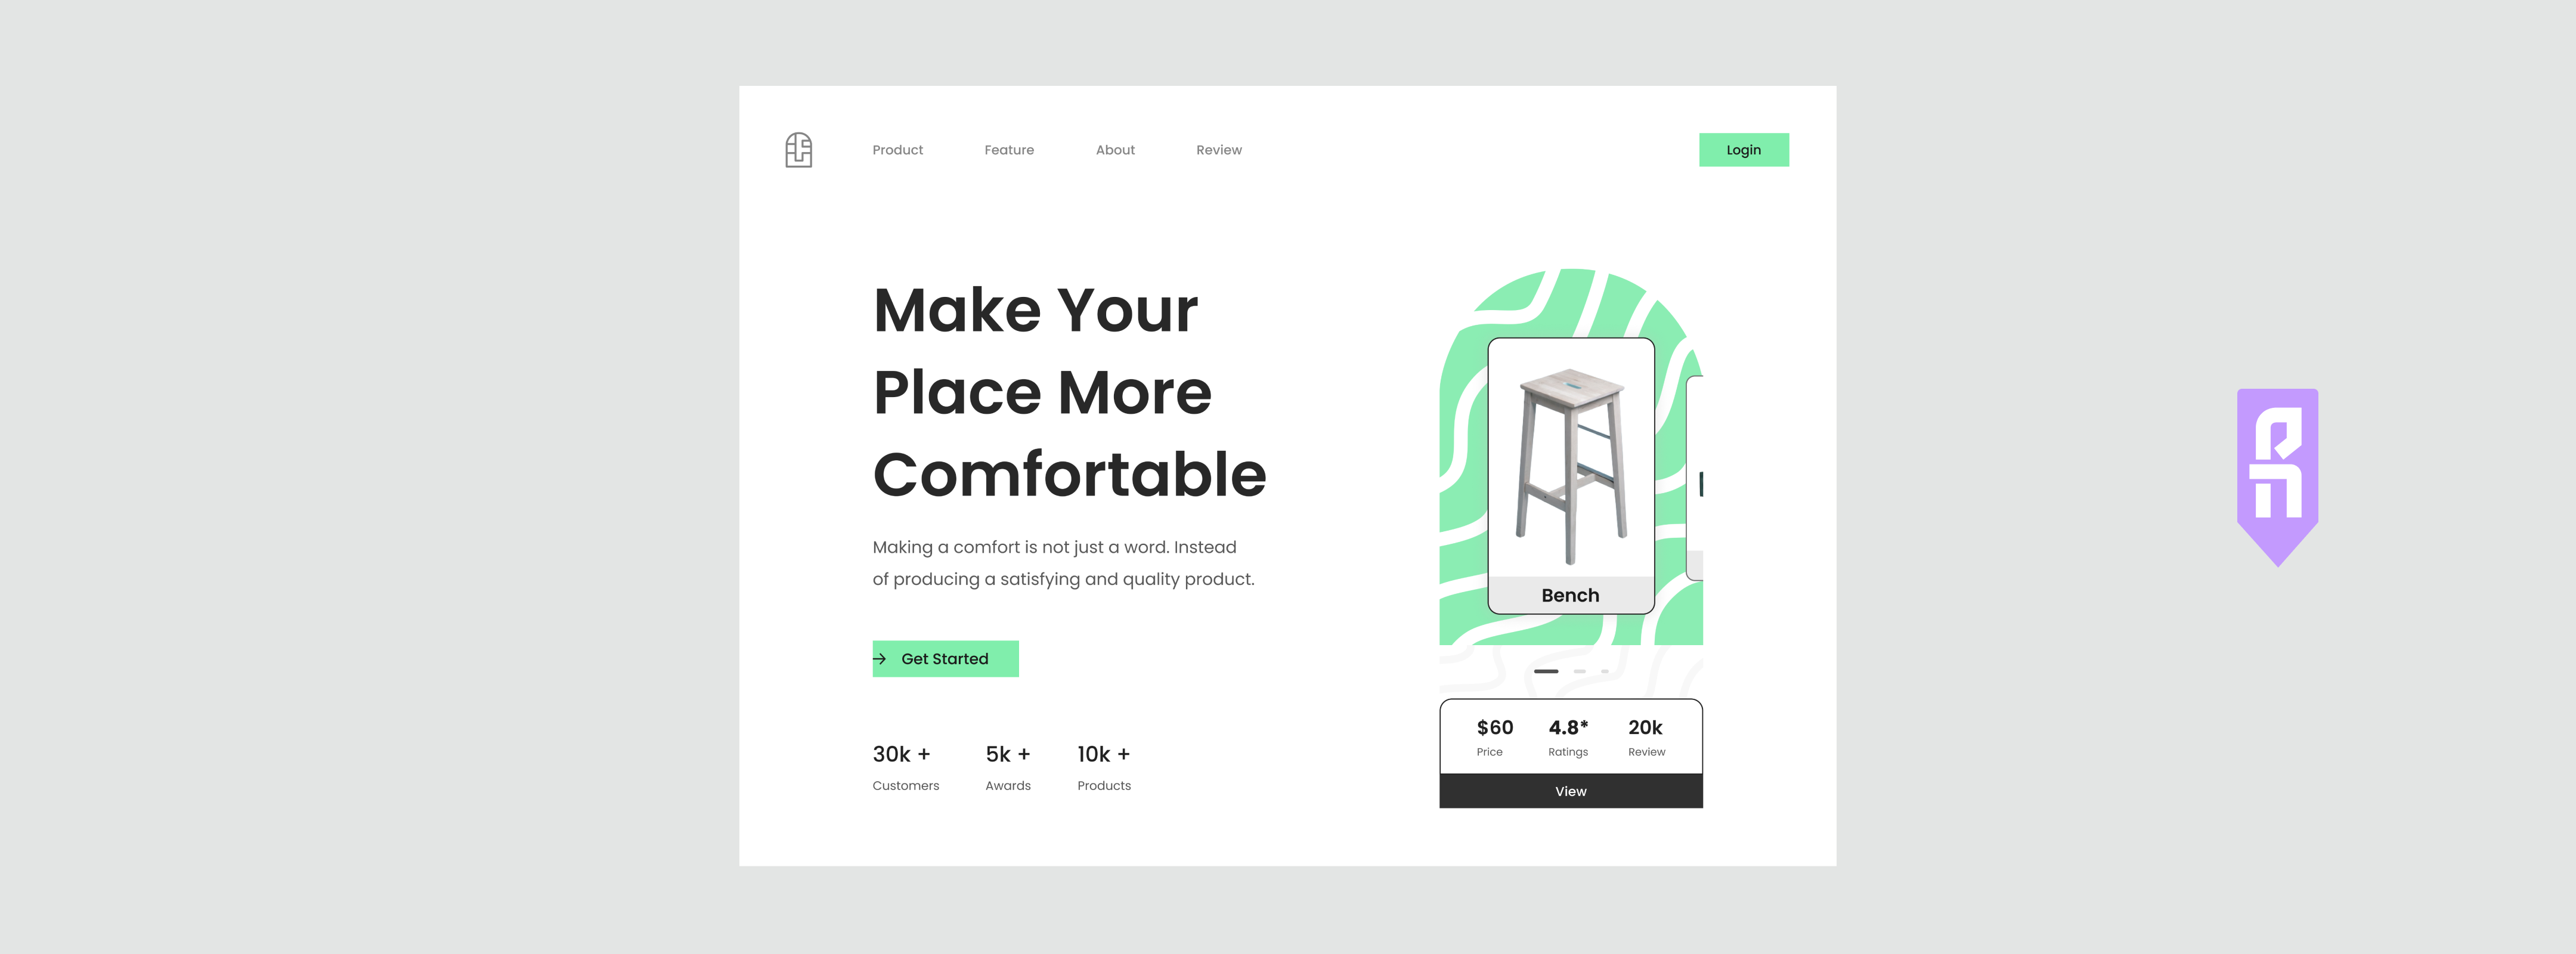 Product
Feature
About
Review
Login
Make Your
Place More
Comfortable
Making a comfort is not just a word. Instead
of producing a satisfying and quality product.
Get Started
30k +
Customers
5k +
Awards
10k +
Products
Bench
$60
Price
4.8*
Ratings
20k
Review
View